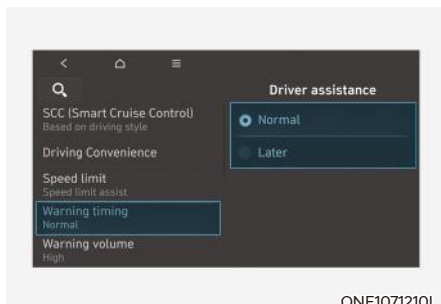 Driver assistance
SCC (Smart Cruise Control)
Based on driving style
Driving Convenience
Speed limit
Speed limit assist
Warning timing
Normal
Warning volume
High
Normal
Later